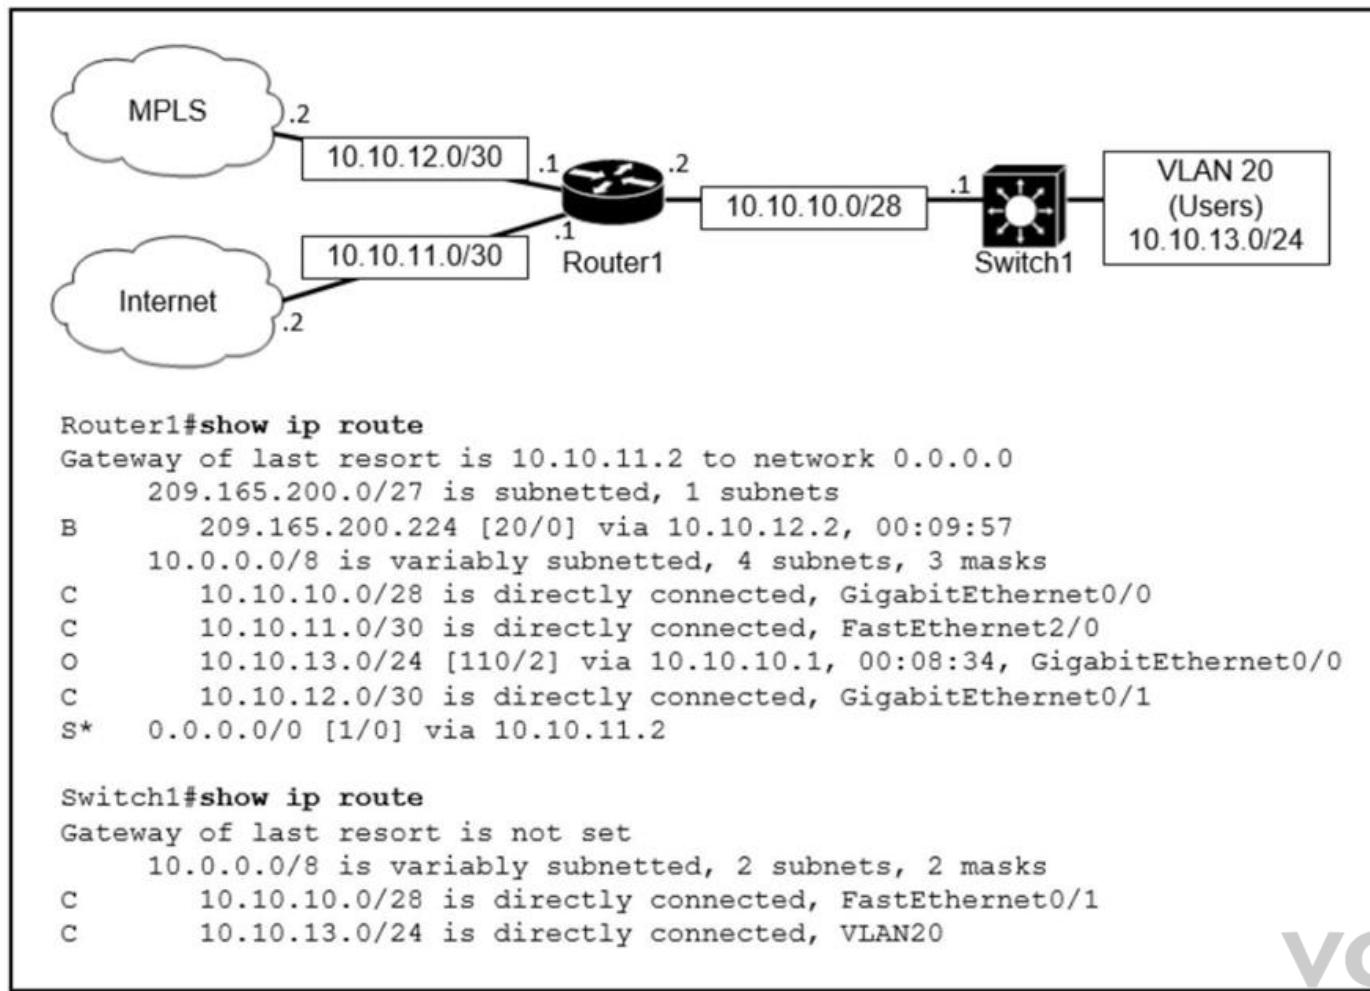 MPLS
.2
10.10.12.0/30
.1
.2
10.10.10.0/28
.1
VLAN 20
(Users)
10.10.13.0/24
10.10.11.0/30
.1
Router1
Switch1
Internet
.2
Router1#show ip route
Gateway of last resort is 10.10.11.2 to network 0.0.0.0
209.165.200.0/27 is subnetted, 1 subnets
B 209.165.200.224 [20/0] via 10.10.12.2, 00:09:57
10.0.0.0/8 is variably subnetted, 4 subnets, 3 masks
C 10.10.10.0/28 is directly connected, GigabitEthernet0/0
C 10.10.11.0/30 is directly connected, FastEthernet2/0
O 10.10.13.0/24 [110/2] via 10.10.10.1, 00:08:34, GigabitEthernet0/0
C 10.10.12.0/30 is directly connected, GigabitEthernet0/1
S* 0.0.0.0/0 [1/0] via 10.10.11.2
Switch1#show ip route
Gateway of last resort is not set
10.0.0.0/8 is variably subnetted, 2 subnets, 2 masks
C 10.10.10.0/28 is directly connected, FastEthernet0/1
C 10.10.13.0/24 is directly connected, VLAN20